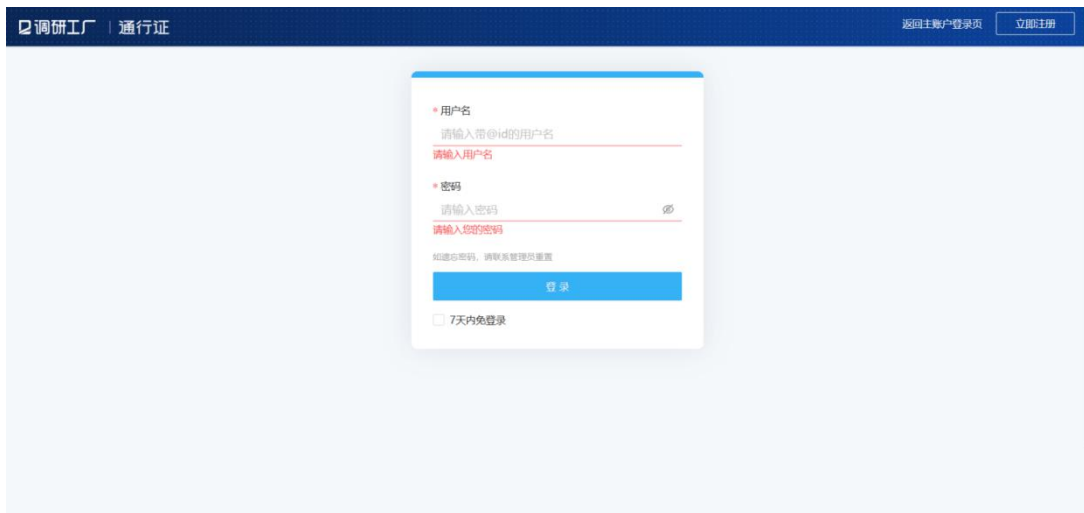 调研工厂 | 通行证
返回主账户登录页
立即注册
* 用户名
请输入带@id的用户名
请输入用户名
* 密码
请输入密码
请输入您的密码
如遗忘密码，请联系管理员重置
登录
7天内免登录